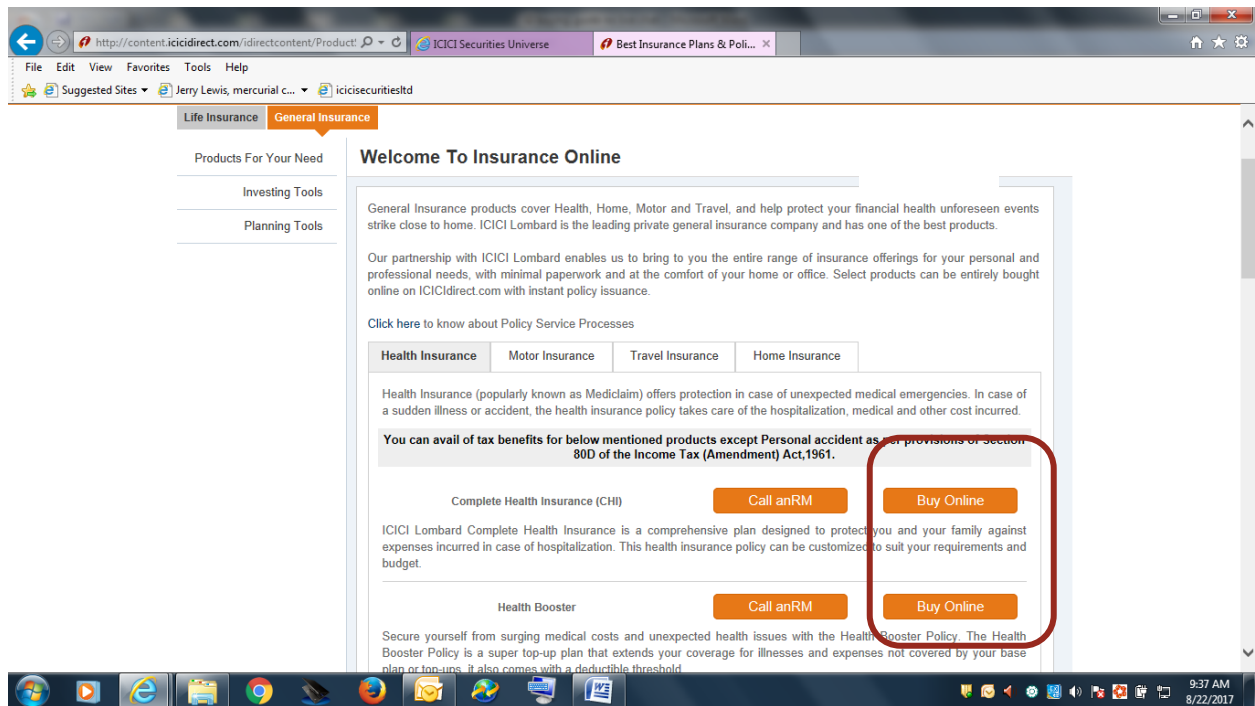 http://content.icicidirect.com/idirectcontent/Product!
ICICI Securities Universe
Best Insurance Plans & Poli...
File Edit View Favorites Tools Help
Suggested Sites
Jerry Lewis, mercurial c...
icicisecuritiesltd
Life Insurance
General Insurance
Products For Your Need
Investing Tools
Planning Tools
Welcome To Insurance Online
General Insurance products cover Health, Home, Motor and Travel, and help protect your financial health unforeseen events
strike close to home. ICICI Lombard is the leading private general insurance company and has one of the best products.
Our partnership with ICICI Lombard enables us to bring to you the entire range of insurance offerings for your personal and
professional needs, with minimal paperwork and at the comfort of your home or office. Select products can be entirely bought
online on ICICIdirect.com with instant policy issuance.
Click here to know about Policy Service Processes
Health Insurance
Motor Insurance
Travel Insurance
Home Insurance
Health Insurance (popularly known as Mediclaim) offers protection in case of unexpected medical emergencies. In case of
a sudden illness or accident, the health insurance policy takes care of the hospitalization, medical and other cost incurred.
You can avail of tax benefits for below mentioned products except Personal accident as per provisions of Section
80D of the Income Tax (Amendment) Act,1961.
Complete Health Insurance (CHI)
Call anRM
Buy Online
ICICI Lombard Complete Health Insurance is a comprehensive plan designed to protect you and your family against
expenses incurred in case of hospitalization. This health insurance policy can be customized to suit your requirements and
budget.
Health Booster
Call anRM
Buy Online
Secure yourself from surging medical costs and unexpected health issues with the Health Booster Policy. The Health
Booster Policy is a super top-up plan that extends your coverage for illnesses and expenses not covered by your base
plan or top-ups, it also comes with a deductible threshold
9:37 AM
8/22/2017